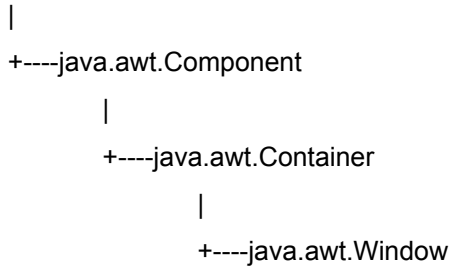 |
+----java.awt.Component
|
+----java.awt.Container
|
+----java.awt.Window